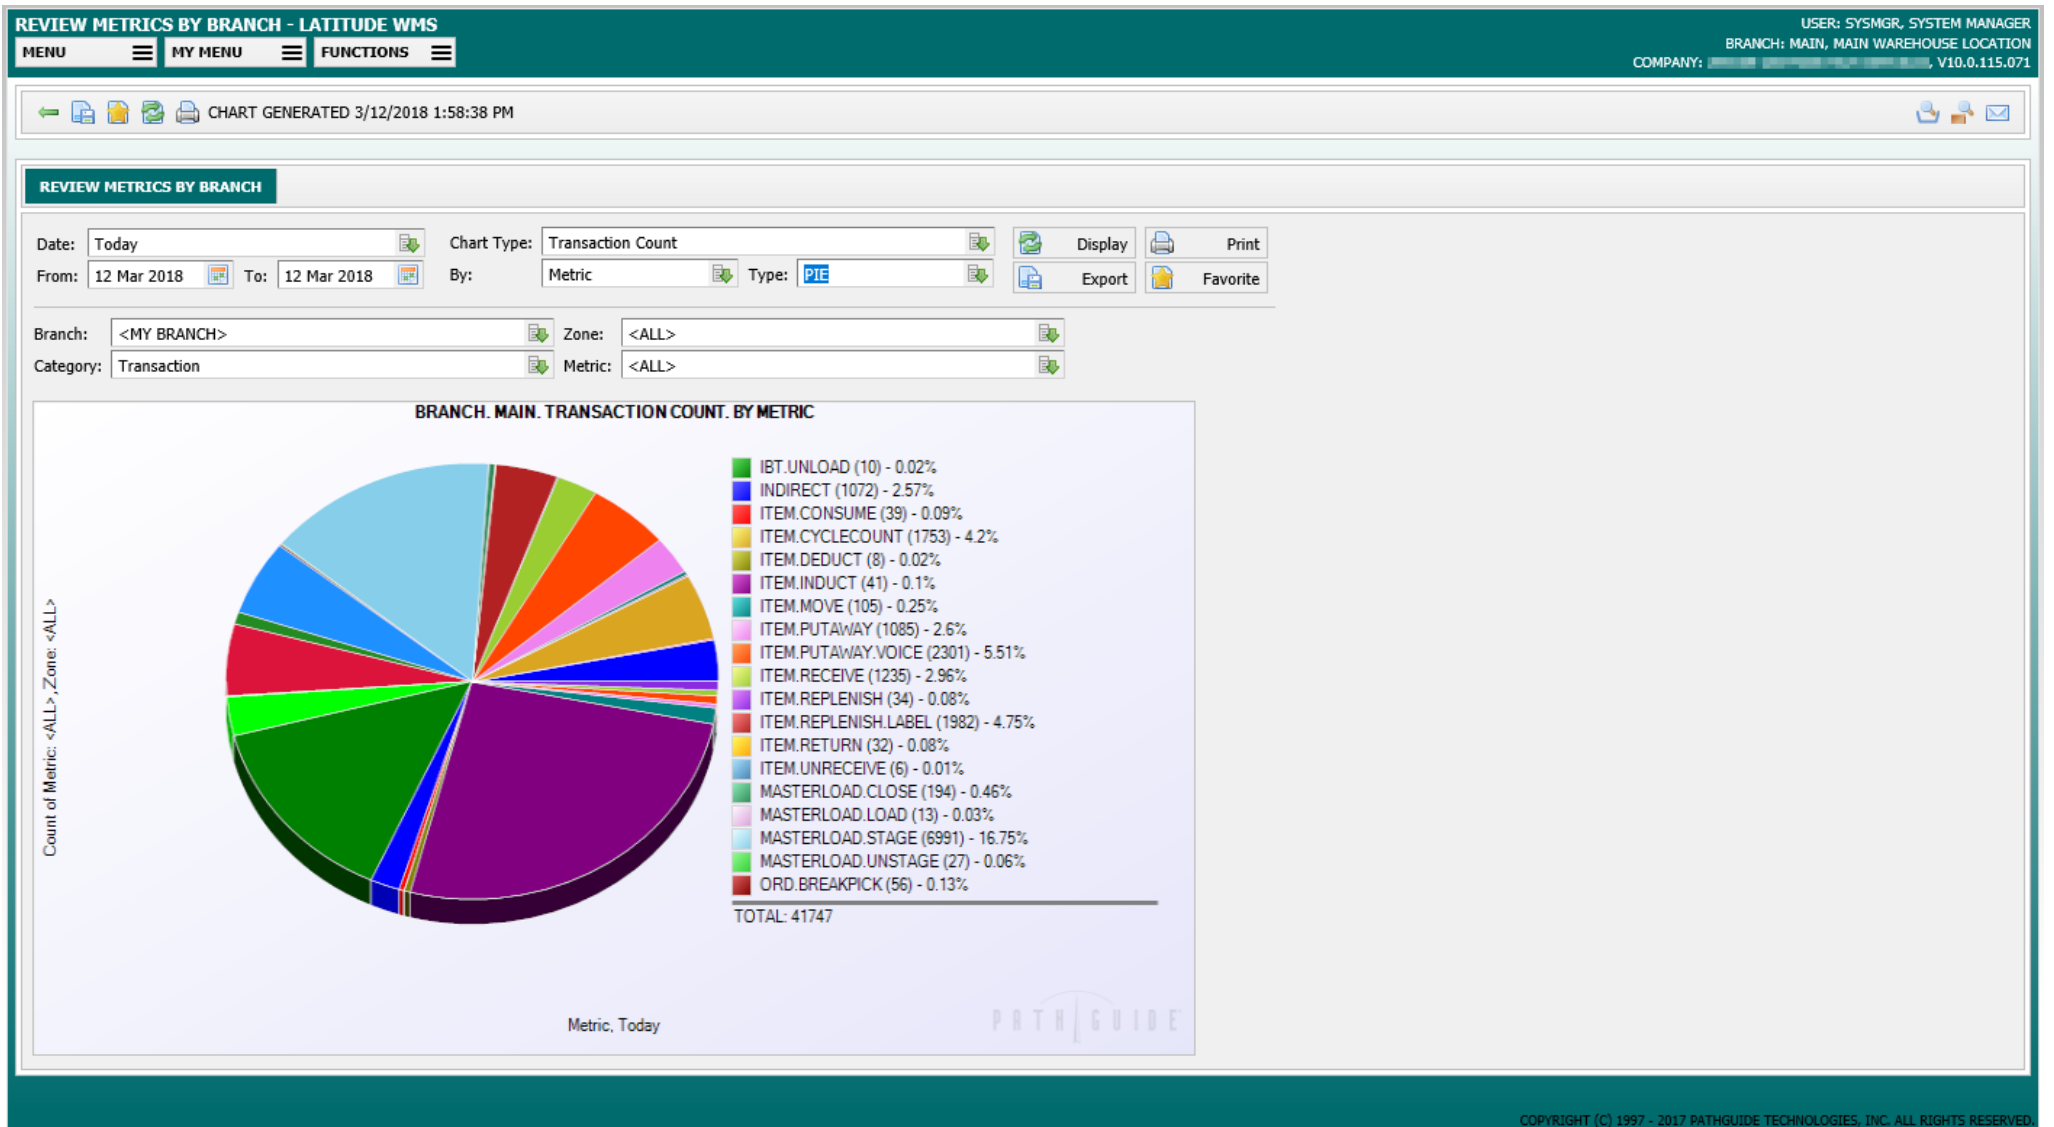 REVIEW METRICS BY BRANCH - LATITUDE WMS
USER: SYSMGR, SYSTEM MANAGER
MENU MY MENU FUNCTIONS
BRANCH: MAIN, MAIN WAREHOUSE LOCATION
COMPANY: , V10.0.115.071
CHART GENERATED 3/12/2018 1:58:38 PM
REVIEW METRICS BY BRANCH
Date: Today Chart Type: Transaction Count Display Print
From: 12 Mar 2018 To: 12 Mar 2018 By: Metric Type: PIE Export Favorite
Branch: <MY BRANCH> Zone: <ALL>
Category: Transaction Metric: <ALL>
BRANCH. MAIN. TRANSACTION COUNT. BY METRIC
Count of Metric: <ALL>, Zone: <ALL>
IBT.UNLOAD (10) - 0.02%
INDIRECT (1072) - 2.57%
ITEM.CONSUME (39) - 0.09%
ITEM.CYCLECOUNT (1753) - 4.2%
ITEM.DEDUCT (8) - 0.02%
ITEM.INDUCT (41) - 0.1%
ITEM.MOVE (105) - 0.25%
ITEM.PUTAWAY (1085) - 2.6%
ITEM.PUTAWAY.VOICE (2301) - 5.51%
ITEM.RECEIVE (1235) - 2.96%
ITEM.REPLENISH (34) - 0.08%
ITEM.REPLENISH.LABEL (1982) - 4.75%
ITEM.RETURN (32) - 0.08%
ITEM.UNRECEIVE (6) - 0.01%
MASTERLOAD.CLOSE (194) - 0.46%
MASTERLOAD.LOAD (13) - 0.03%
MASTERLOAD.STAGE (6991) - 16.75%
MASTERLOAD.UNSTAGE (27) - 0.06%
ORD.BREAKPICK (56) - 0.13%
TOTAL: 41747
Metric, Today
PATHGUIDE
COPYRIGHT (C) 1997 - 2017 PATHGUIDE TECHNOLOGIES, INC. ALL RIGHTS RESERVED.